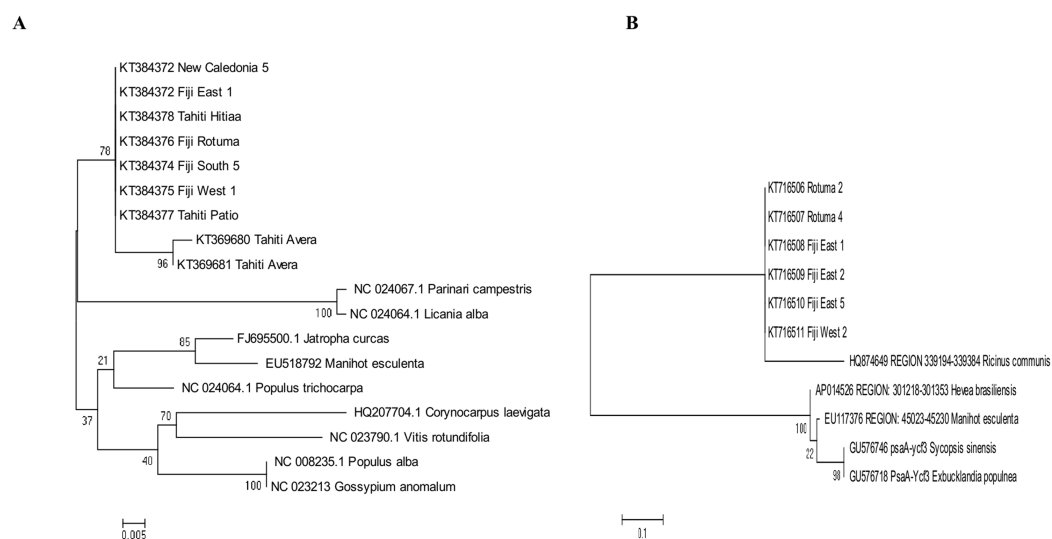 A
KT384372 New Caledonia 5
KT384372 Fiji East 1
KT384378 Tahiti Hitiaa
KT384376 Fiji Rotuma
78
KT384374 Fiji South 5
KT384375 Fiji West 1
KT384377 Tahiti Patio
KT369680 Tahiti Avera
96
KT369681 Tahiti Avera
NC 024067.1 Parinari campestris
100
NC 024064.1 Licania alba
FJ695500.1 Jatropha curcas
85
EU518792 Manihot esculenta
21
NC 024064.1 Populus trichocarpa
37
HQ207704.1 Corynocarpus laevigata
70
NC 023790.1 Vitis rotundifolia
40
NC 008235.1 Populus alba
100
NC 023213 Gossypium anomalum
0.005
B
KT716506 Rotuma 2
KT716507 Rotuma 4
KT716508 Fiji East 1
KT716509 Fiji East 2
KT716510 Fiji East 5
KT716511 Fiji West 2
HQ874649 REGION 339194-339384 Ricinus communis
AP014526 REGION: 301218-301353 Hevea brasiliensis
100
EU117376 REGION: 45023-45230 Manihot esculenta
22
GU576746 psaA-ycf3 Sycopsis sinensis
98
GU576718 PsaA-Ycf3 Exbucklandia populnea
0.1